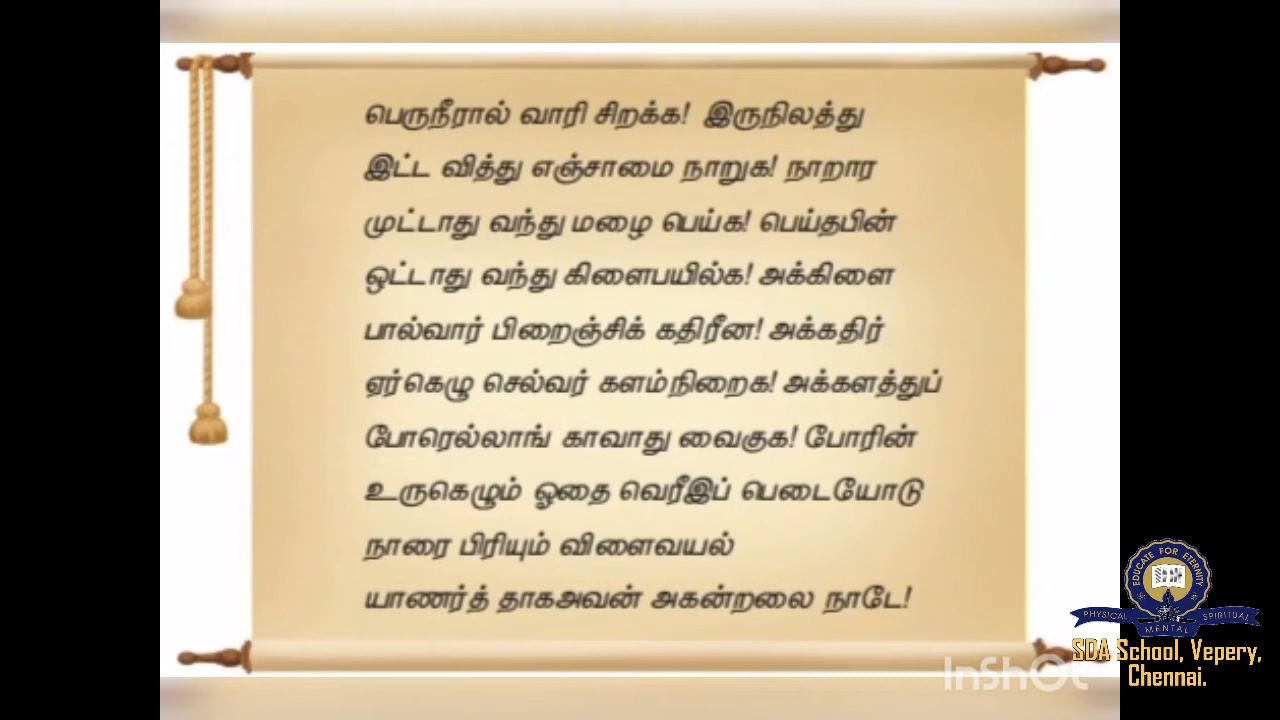 பெருநீரால் வாரி சிறக்க! இருநிலத்து
இட்ட வித்து எஞ்சாமை நாறுக! நாறார
முட்டாது வந்து மழை பெய்க! பெய்தபின்
ஒட்டாது வந்து கிளைபயில்க! அக்கிளை
பால்வார் பிறைஞ்சிக் கதிரீன! அக்கதிர்
ஏர்கெழு செல்வர் களம்நிறைக! அக்களத்துப்
போரெல்லாங் காவாது வைகுக! போரின்
உருகெழும் ஓதை வெரீஇப் பெடையோடு
நாரை பிரியும் விளைவயல்
யாணர்த் தாகஅவன் அகன்றலை நாடே!
EDUCATE FOR ETERNITY
PHYSICAL MENTAL SPIRITUAL
SDA School, Vepery,
Chennai.
InShOt